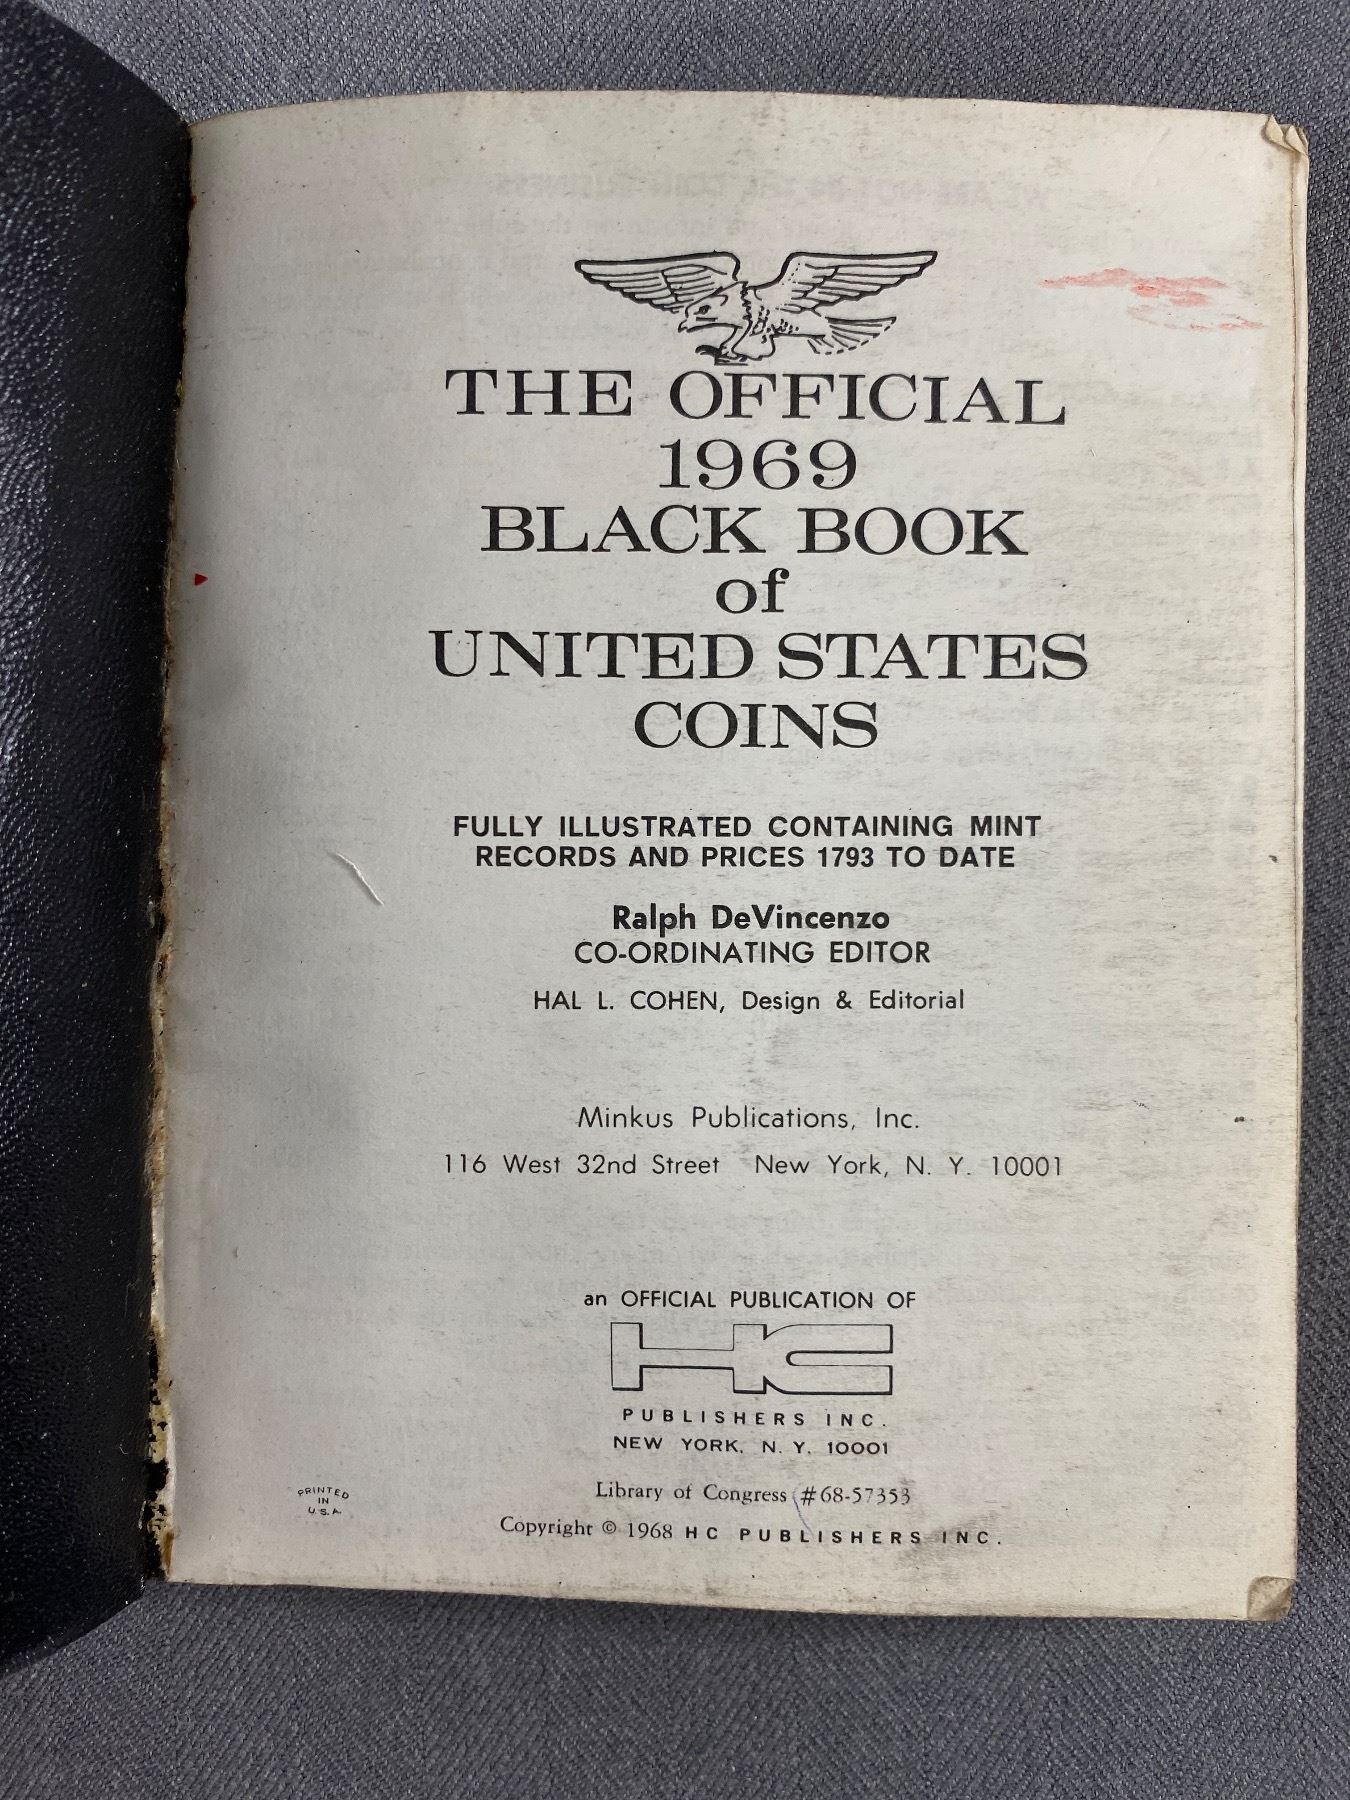 THE OFFICIAL
1969
BLACK BOOK
of
UNITED STATES
COINS
FULLY ILLUSTRATED CONTAINING MINT
RECORDS AND PRICES 1793 TO DATE
Ralph DeVincenzo
CO-ORDINATING EDITOR
HAL L. COHEN, Design & Editorial
Minkus Publications, Inc.
116 West 32nd Street New York, N. Y. 10001
an OFFICIAL PUBLICATION OF
HC
PUBLISHERS INC.
NEW YORK, N. Y. 10001
PRINTED
IN
U.S.A.
Library of Congress #68-57353
Copyright © 1968 HC PUBLISHERS INC.